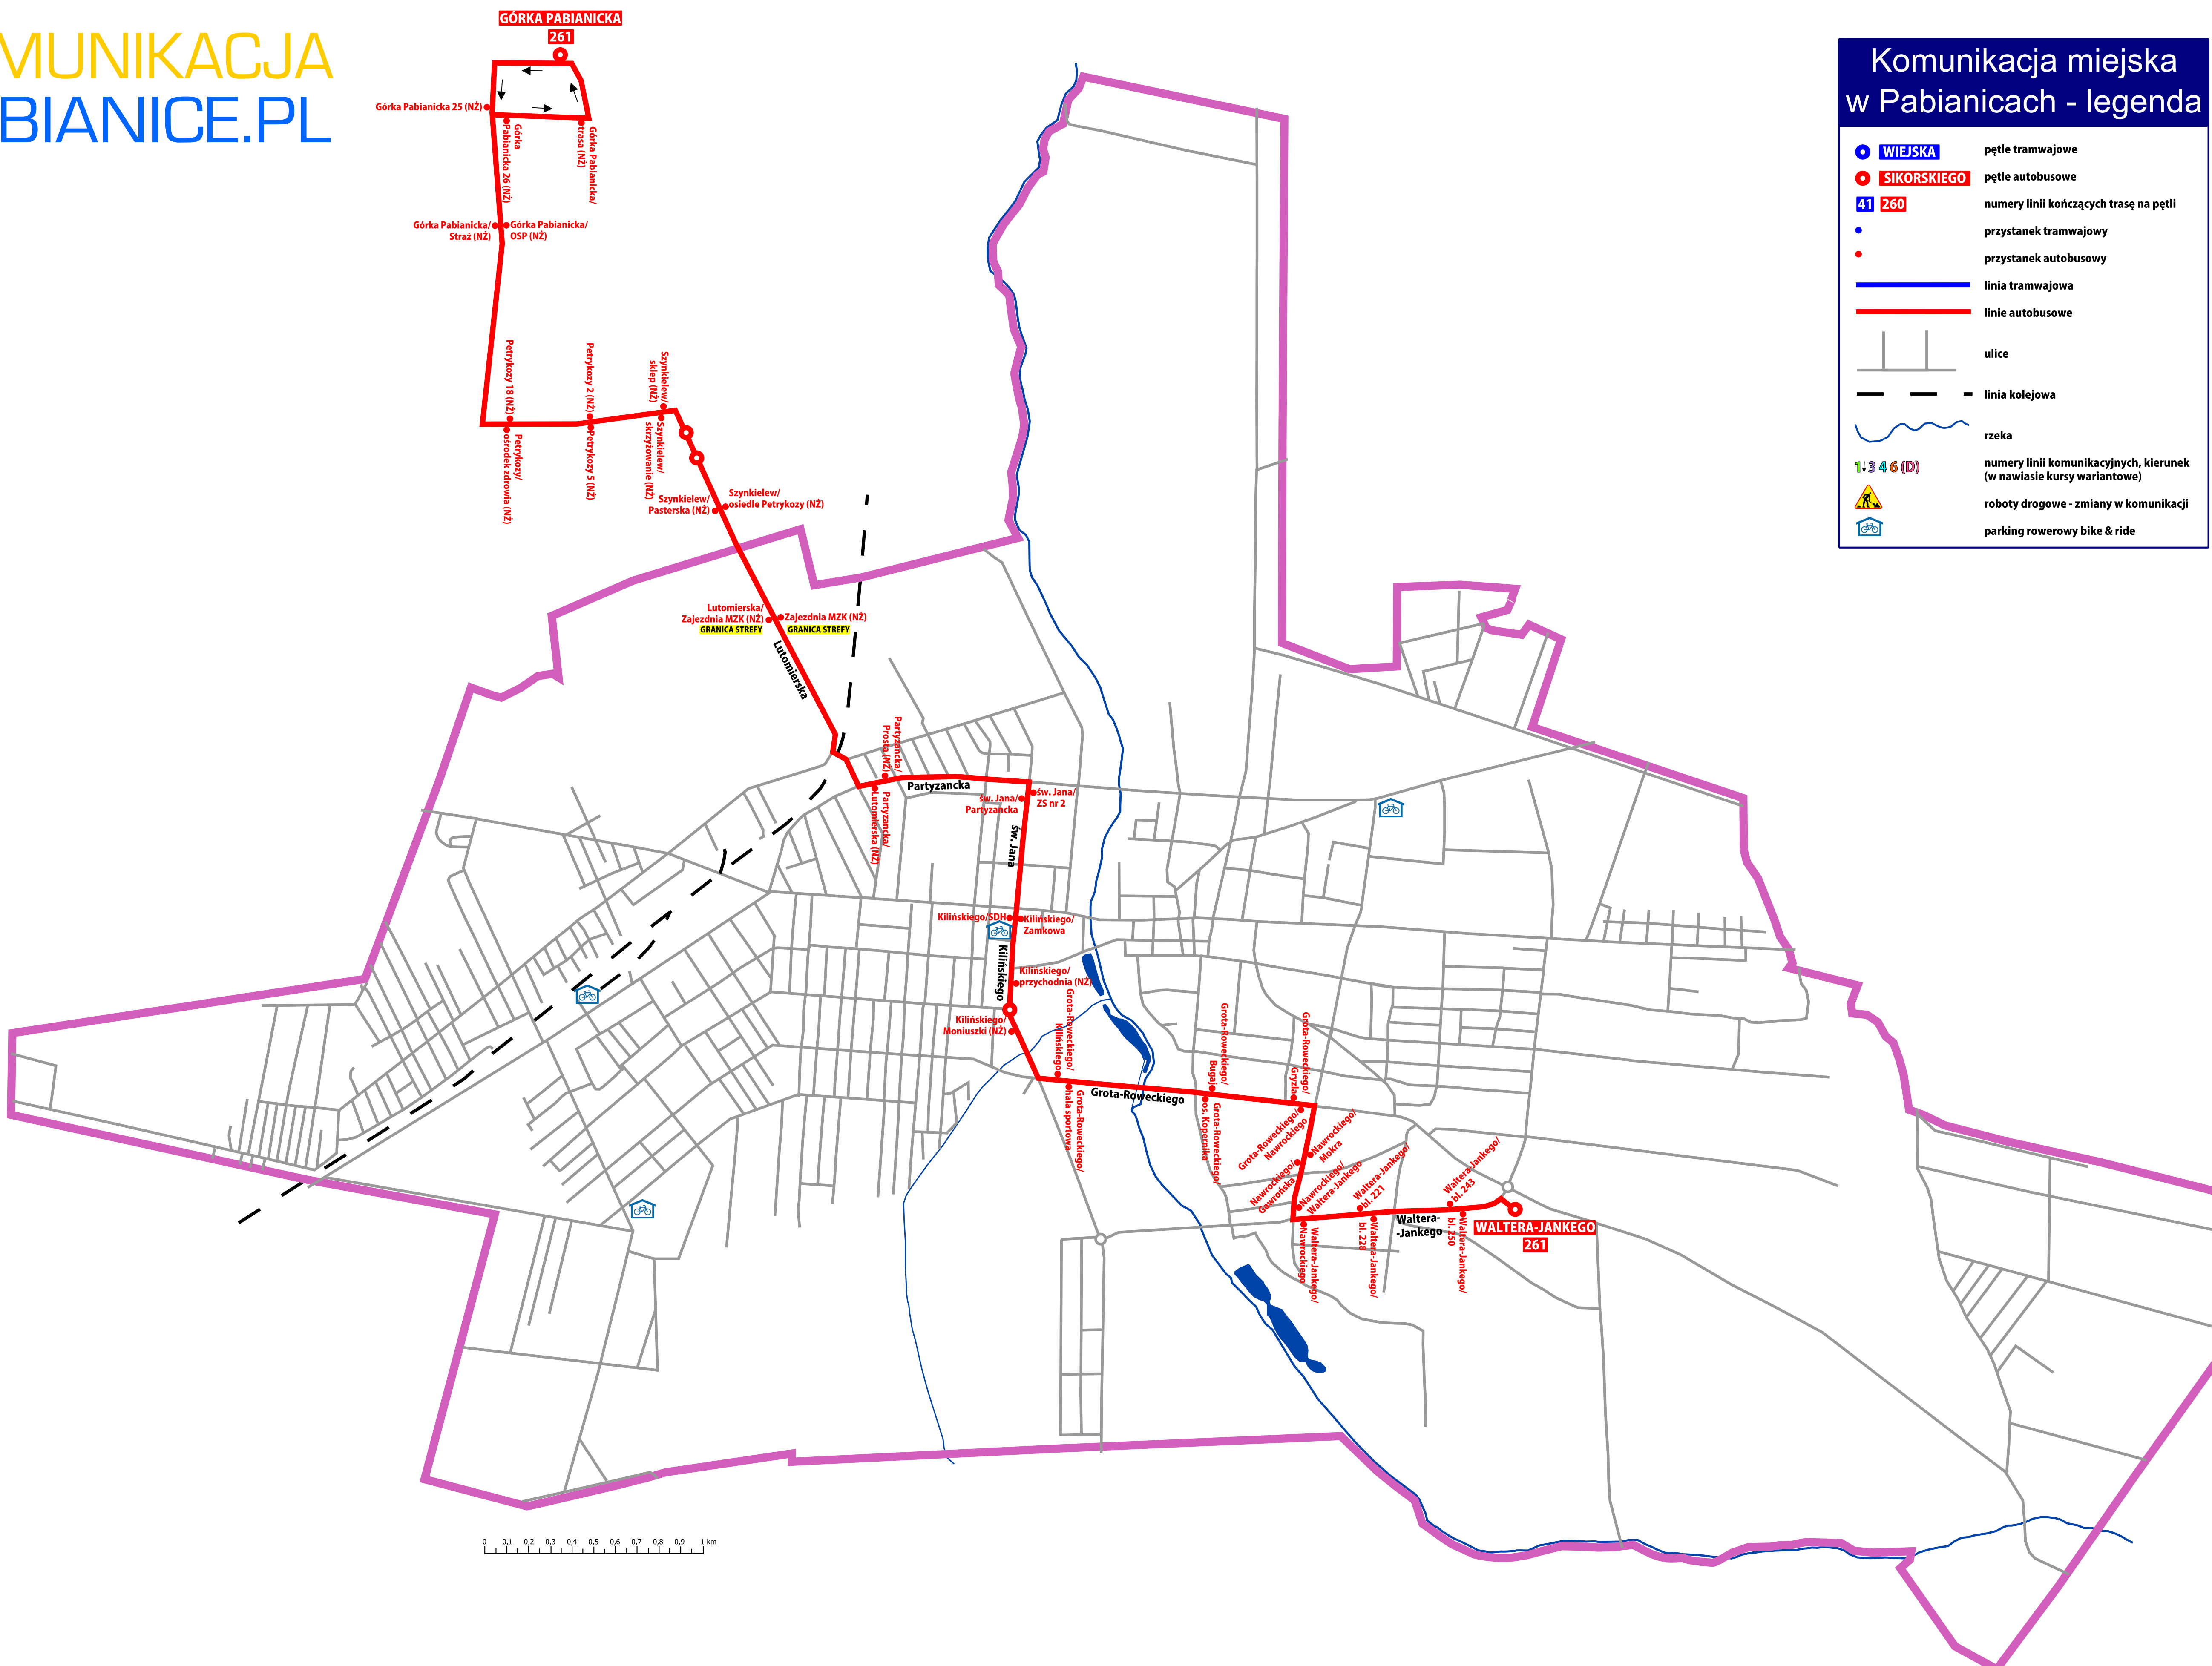 MUNIKACJA
BIANICE.PL
GÓRKA PABIANICKA
261
Górka Pabianicka 25 (NŻ)
Górka
Pabianicka 26 (NŻ)
Górka Pabianicka/
trasa (NŻ)
Górka Pabianicka/
Straż (NŻ)
Górka Pabianicka/
OSP (NŻ)
Petrykozy 18 (NŻ)
Petrykozy/
ośrodek zdrowia (NŻ)
Petrykozy 2 (NŻ)
Petrykozy 5 (NŻ)
Szynkielew/
sklep (NŻ)
Szynkielew/
skrzyżowanie (NŻ)
Szynkielew/
Pasterska (NŻ)
Szynkielew/
osiedle Petrykozy (NŻ)
Lutomierska/
Zajezdnia MZK (NŻ)
GRANICA STREFY
Zajezdnia MZK (NŻ)
GRANICA STREFY
Lutomierska
Partyzancka/
Prosta (NŻ)
Partyzancka/
Lutomierska (NŻ)
Partyzancka
św. Jana/
Partyzancka
św. Jana/
ZS nr 2
św. Jana
Kilińskiego/SDH
Kilińskiego/
Zamkowa
Kilińskiego
Kilińskiego/
przychodnia (NŻ)
Kilińskiego/
Moniuszki (NŻ)
Grota-Roweckiego/
Kilińskiego
Grota-Roweckiego/
hala sportowa
Grota-Roweckiego
Grota-Roweckiego/
Bugaj
Grota-Roweckiego/
os. Kopernika
Grota-Roweckiego/
Gryzla
Grota-Roweckiego/
Nawrockiego
Nawrockiego/
Mokra
Nawrockiego/
Gawrońska
Nawrockiego/
Waltera-Jankego
Waltera-Jankego/
Nawrockiego
Waltera-Jankego/
bl. 221
Waltera-Jankego/
bl. 228
Waltera-
-Jankego
Waltera-Jankego/
bl. 243
Waltera-Jankego/
bl. 250
WALTERA-JANKEGO
261
0 0,1 0,2 0,3 0,4 0,5 0,6 0,7 0,8 0,9 1 km
Komunikacja miejska
w Pabianicach - legenda
WIEJSKA pętle tramwajowe
SIKORSKIEGO pętle autobusowe
41 260 numery linii kończących trasę na pętli
przystanek tramwajowy
przystanek autobusowy
linia tramwajowa
linie autobusowe
ulice
linia kolejowa
rzeka
1 3 4 6 (D) numery linii komunikacyjnych, kierunek
(w nawiasie kursy wariantowe)
roboty drogowe - zmiany w komunikacji
parking rowerowy bike & ride